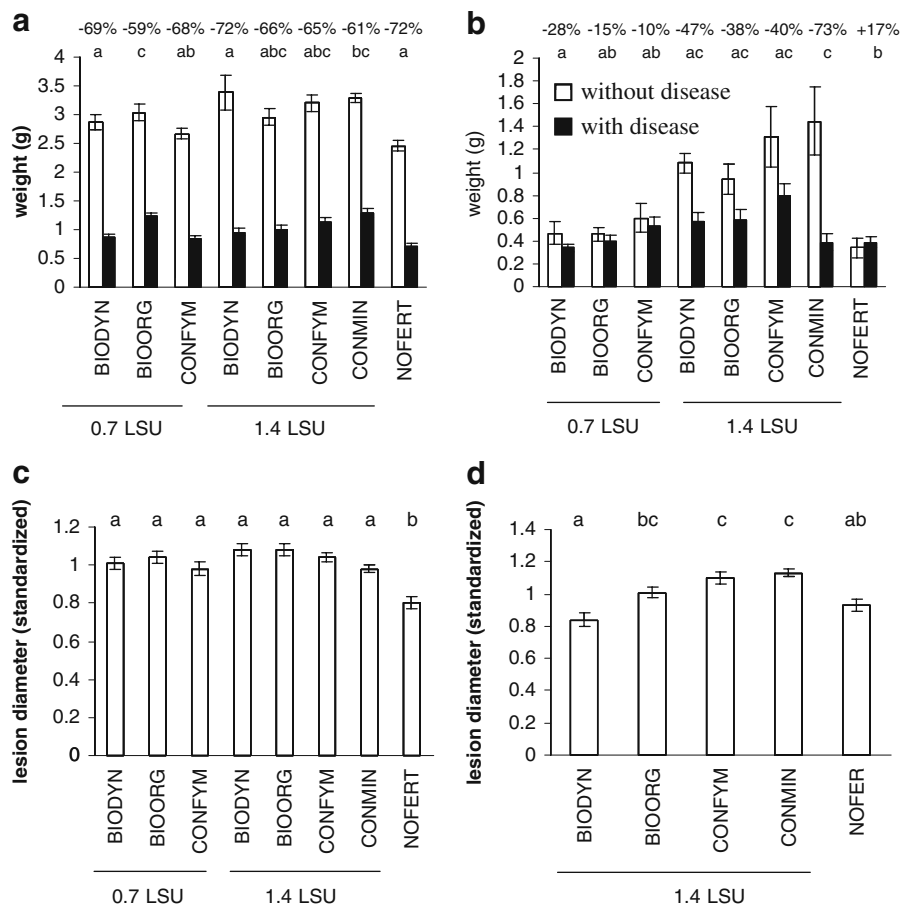 a
-69% -59% -68% -72% -66% -65% -61% -72%
a c ab a abc abc bc a
weight (g)
4
3.5
3
2.5
2
1.5
1
0.5
0
BIODYN BIOORG CONFYM BIODYN BIOORG CONFYM CONMIN NOFERT
0.7 LSU 1.4 LSU
b
-28% -15% -10% -47% -38% -40% -73% +17%
a ab ab ac ac ac c b
weight (g)
2
1.8
1.6
1.4
1.2
1
0.8
0.6
0.4
0.2
0
without disease
with disease
BIODYN BIOORG CONFYM BIODYN BIOORG CONFYM CONMIN NOFERT
0.7 LSU 1.4 LSU
c
a a a a a a a b
lesion diameter (standardized)
1.2
1
0.8
0.6
0.4
0.2
0
BIODYN BIOORG CONFYM BIODYN BIOORG CONFYM CONMIN NOFERT
0.7 LSU 1.4 LSU
d
a bc c c ab
lesion diameter (standardized)
1.4
1.2
1
0.8
0.6
0.4
0.2
0
BIODYN BIOORG CONFYM CONMIN NOFER
1.4 LSU